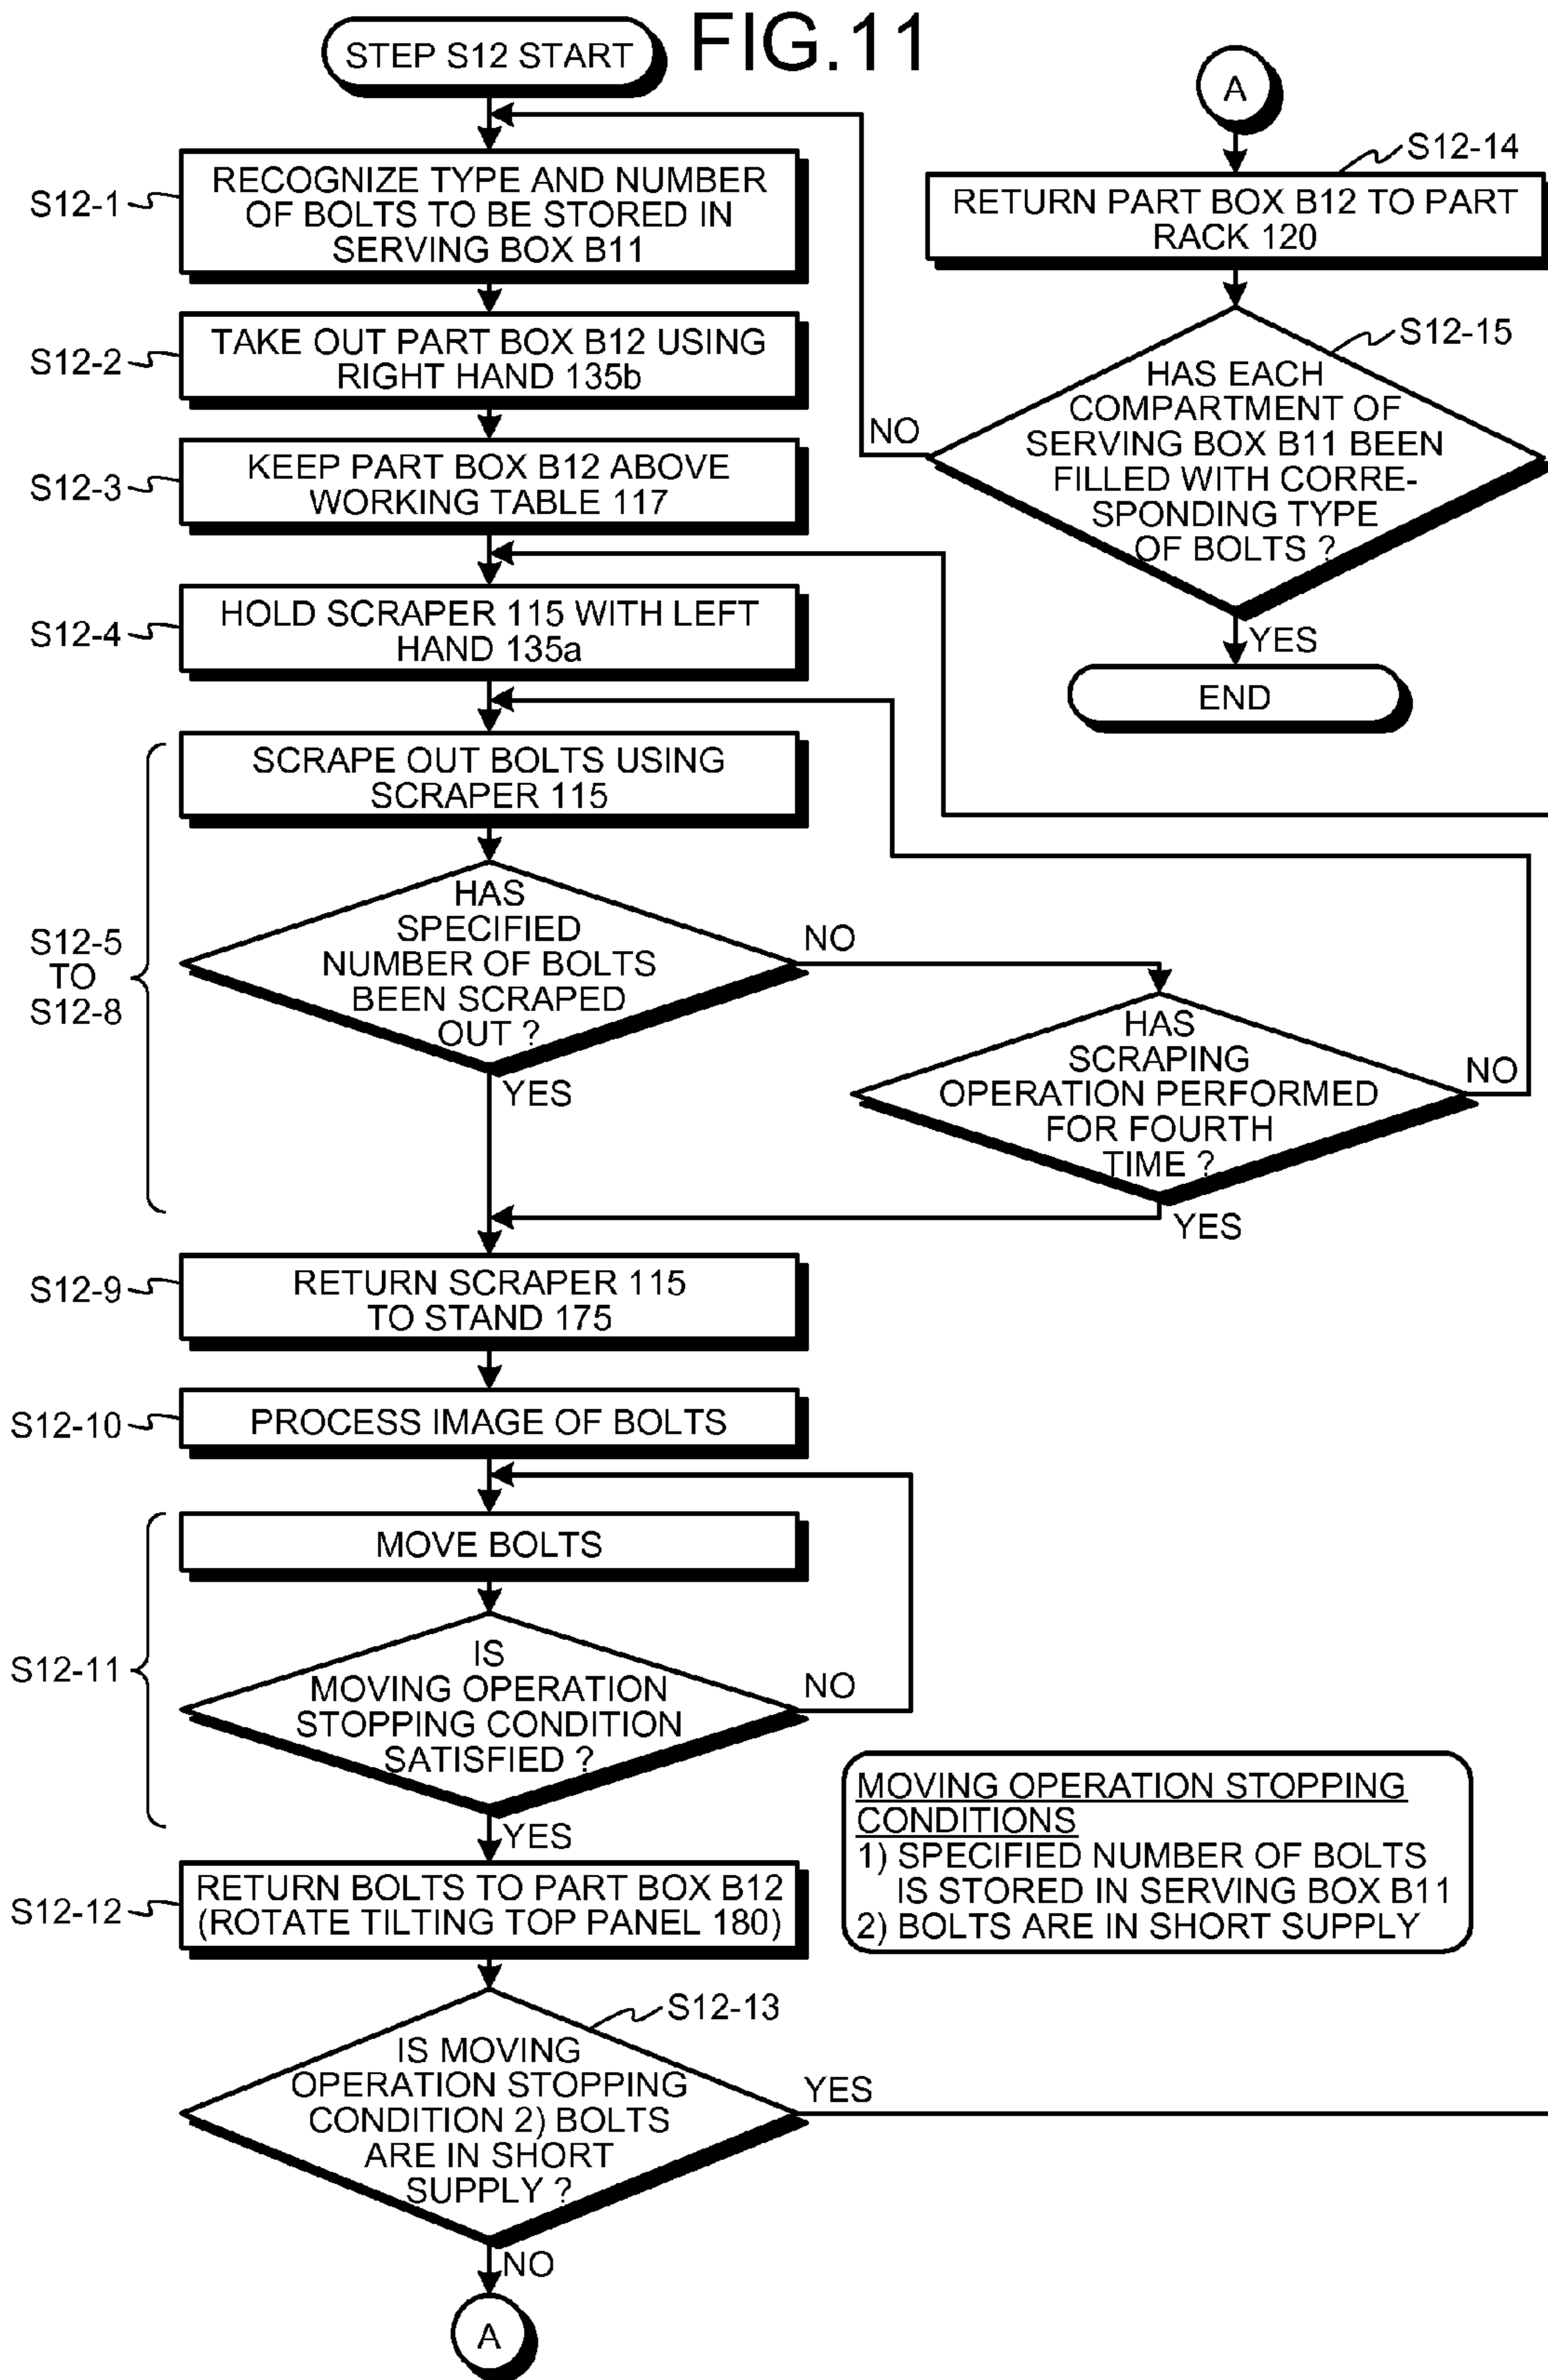 FIG.11
STEP S12 START
S12-1
RECOGNIZE TYPE AND NUMBER
OF BOLTS TO BE STORED IN
SERVING BOX B11
S12-2
TAKE OUT PART BOX B12 USING
RIGHT HAND 135b
S12-3
KEEP PART BOX B12 ABOVE
WORKING TABLE 117
S12-4
HOLD SCRAPER 115 WITH LEFT
HAND 135a
S12-5
TO
S12-8
SCRAPE OUT BOLTS USING
SCRAPER 115
HAS
SPECIFIED
NUMBER OF BOLTS
BEEN SCRAPED
OUT ?
NO
YES
HAS
SCRAPING
OPERATION PERFORMED
FOR FOURTH
TIME ?
NO
YES
S12-9
RETURN SCRAPER 115
TO STAND 175
S12-10
PROCESS IMAGE OF BOLTS
S12-11
MOVE BOLTS
IS
MOVING OPERATION
STOPPING CONDITION
SATISFIED ?
NO
YES
MOVING OPERATION STOPPING
CONDITIONS
1) SPECIFIED NUMBER OF BOLTS
IS STORED IN SERVING BOX B11
2) BOLTS ARE IN SHORT SUPPLY
S12-12
RETURN BOLTS TO PART BOX B12
(ROTATE TILTING TOP PANEL 180)
S12-13
IS MOVING
OPERATION STOPPING
CONDITION 2) BOLTS
ARE IN SHORT
SUPPLY ?
YES
NO
A
A
S12-14
RETURN PART BOX B12 TO PART
RACK 120
S12-15
HAS EACH
COMPARTMENT OF
SERVING BOX B11 BEEN
FILLED WITH CORRE-
SPONDING TYPE
OF BOLTS ?
NO
YES
END